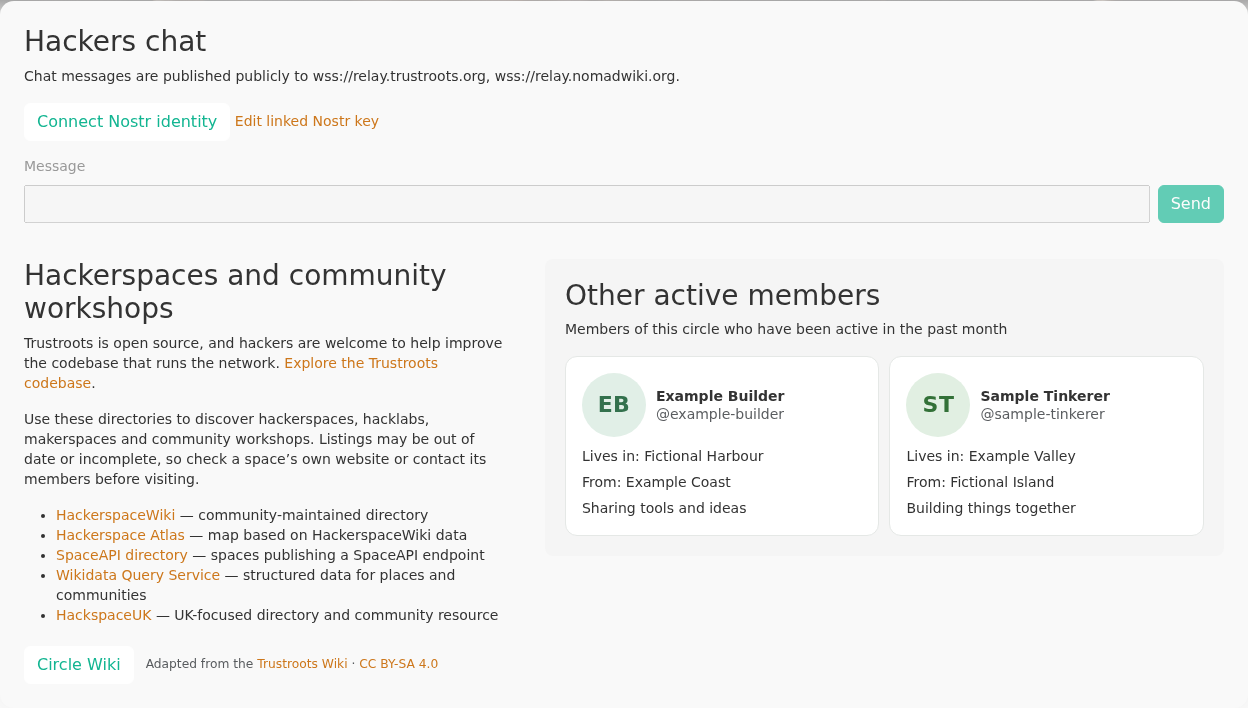 Hackers chat
Chat messages are published publicly to wss://relay.trustroots.org, wss://relay.nomadwiki.org.
Connect Nostr identity Edit linked Nostr key
Message
Send
Hackerspaces and community
workshops
Trustroots is open source, and hackers are welcome to help improve
the codebase that runs the network. Explore the Trustroots
codebase.
Use these directories to discover hackerspaces, hacklabs,
makerspaces and community workshops. Listings may be out of
date or incomplete, so check a space’s own website or contact its
members before visiting.
• HackerspaceWiki — community-maintained directory
• Hackerspace Atlas — map based on HackerspaceWiki data
• SpaceAPI directory — spaces publishing a SpaceAPI endpoint
• Wikidata Query Service — structured data for places and
communities
• HackspaceUK — UK-focused directory and community resource
Circle Wiki Adapted from the Trustroots Wiki · CC BY-SA 4.0
Other active members
Members of this circle who have been active in the past month
EB
Example Builder
@example-builder
Lives in: Fictional Harbour
From: Example Coast
Sharing tools and ideas
ST
Sample Tinkerer
@sample-tinkerer
Lives in: Example Valley
From: Fictional Island
Building things together